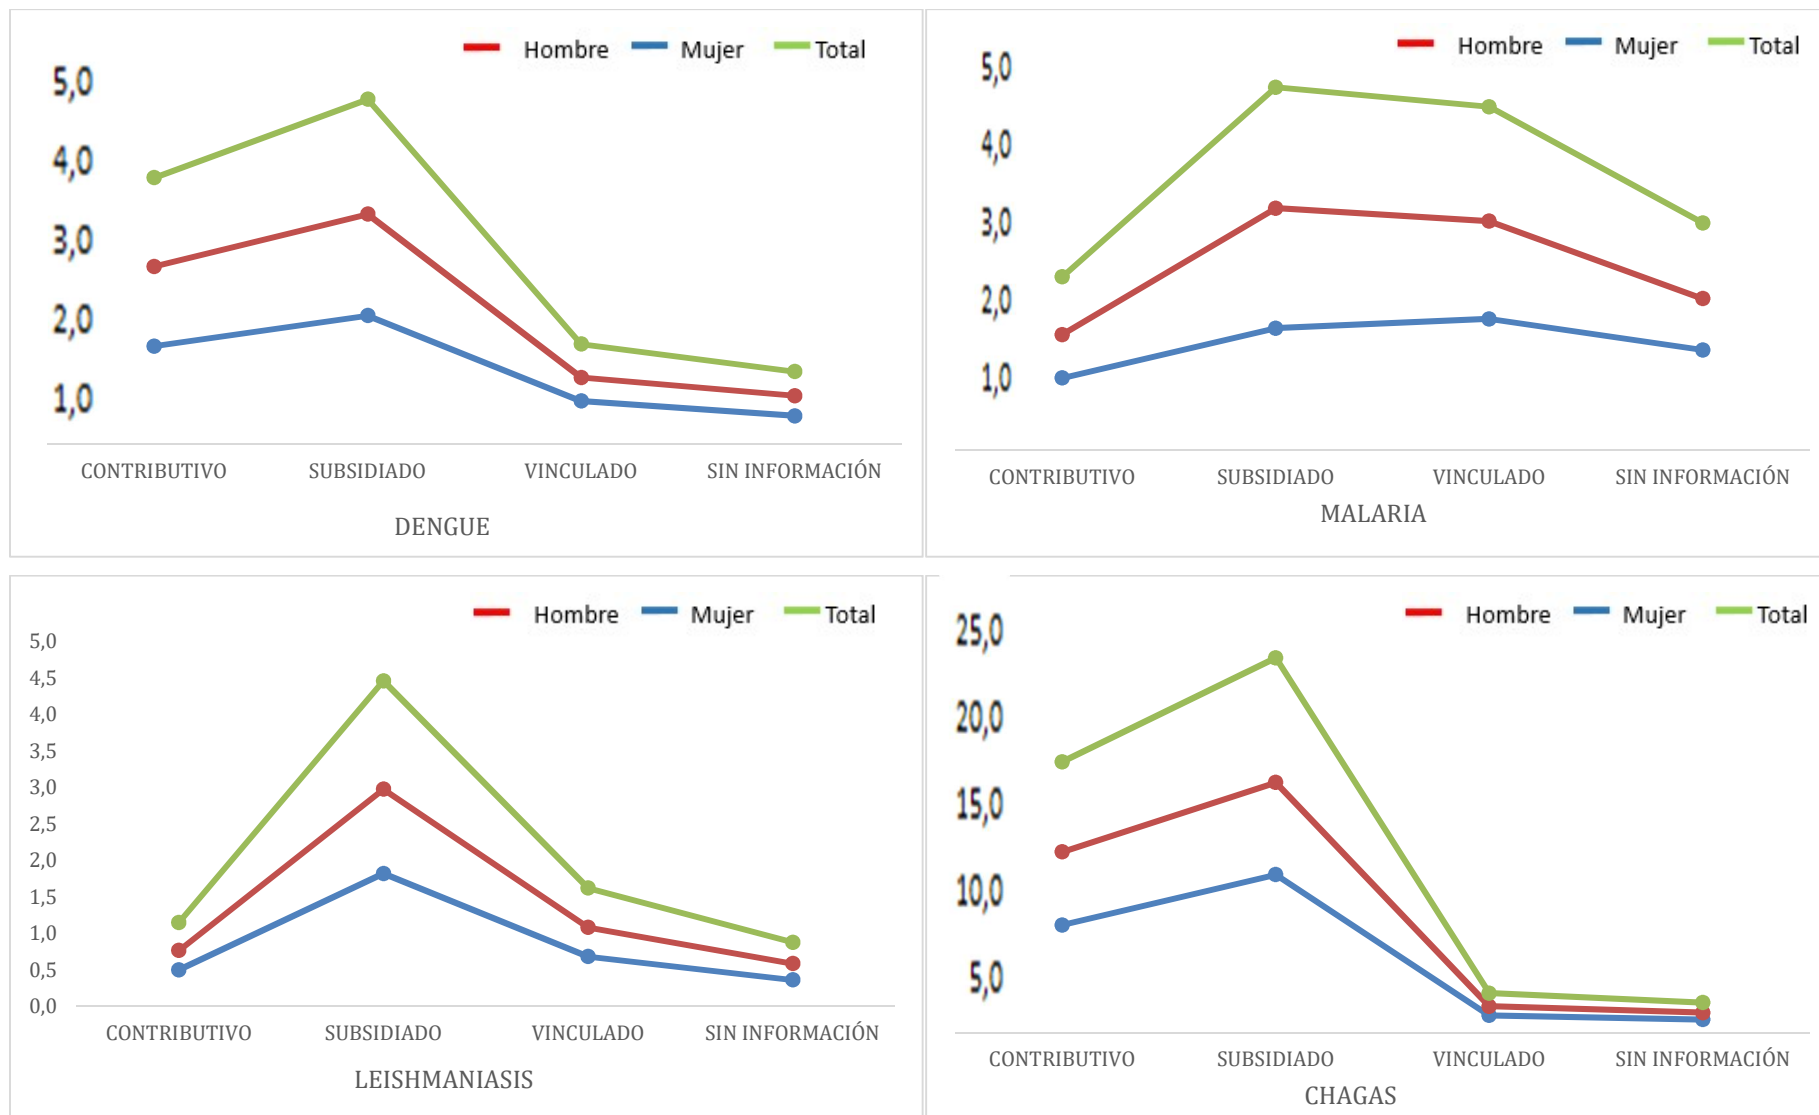 Hombre Mujer Total
5,0
4,0
3,0
2,0
1,0
CONTRIBUTIVO SUBSIDIADO VINCULADO SIN INFORMACIÓN
DENGUE
Hombre Mujer Total
5,0
4,0
3,0
2,0
1,0
CONTRIBUTIVO SUBSIDIADO VINCULADO SIN INFORMACIÓN
MALARIA
Hombre Mujer Total
5,0
4,5
4,0
3,5
3,0
2,5
2,0
1,5
1,0
0,5
0,0
CONTRIBUTIVO SUBSIDIADO VINCULADO SIN INFORMACIÓN
LEISHMANIASIS
Hombre Mujer Total
25,0
20,0
15,0
10,0
5,0
CONTRIBUTIVO SUBSIDIADO VINCULADO SIN INFORMACIÓN
CHAGAS